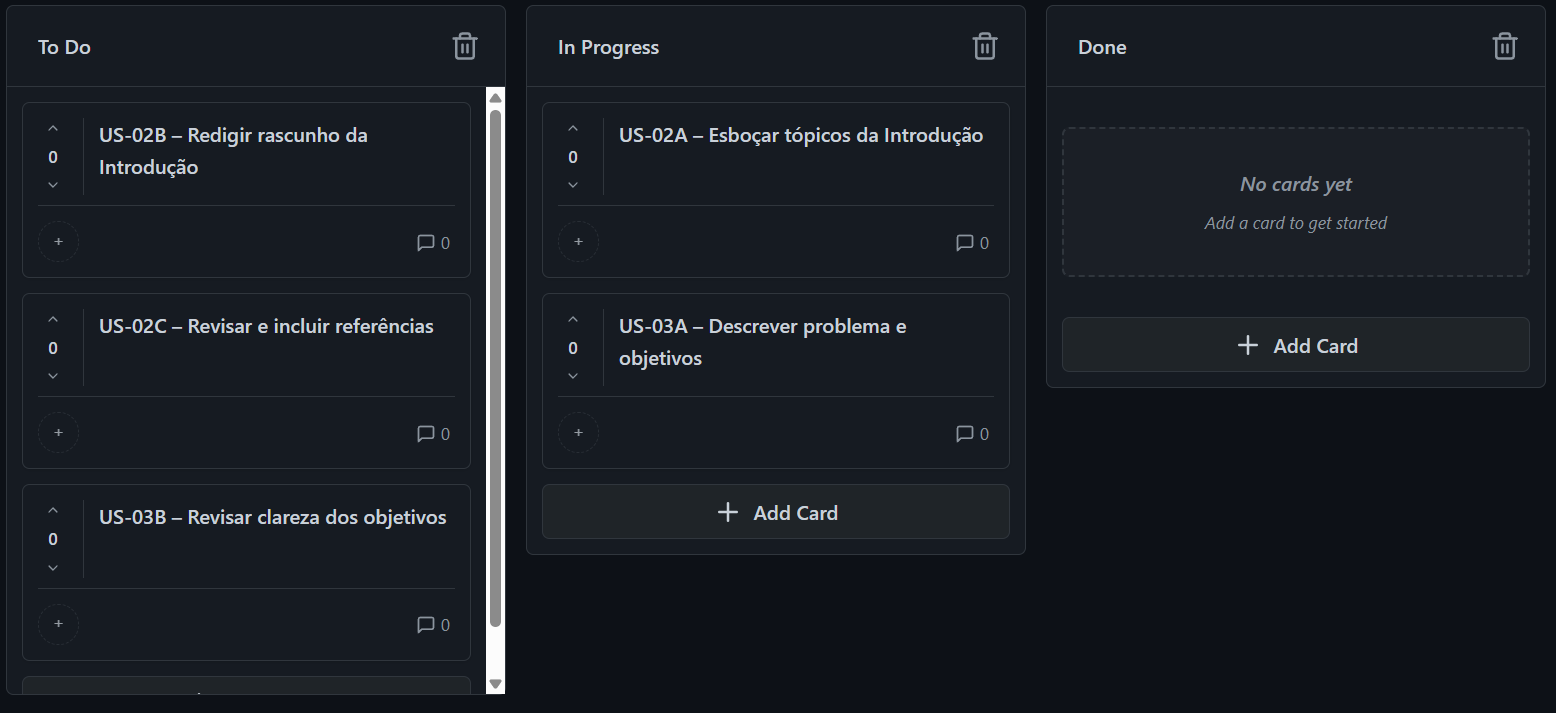 To Do
0
US-02B – Redigir rascunho da
Introdução
+
0
0
US-02C – Revisar e incluir referências
+
0
0
US-03B – Revisar clareza dos objetivos
+
0
In Progress
0
US-02A – Esboçar tópicos da Introdução
+
0
0
US-03A – Descrever problema e
objetivos
+
0
+ Add Card
Done
No cards yet
Add a card to get started
+ Add Card